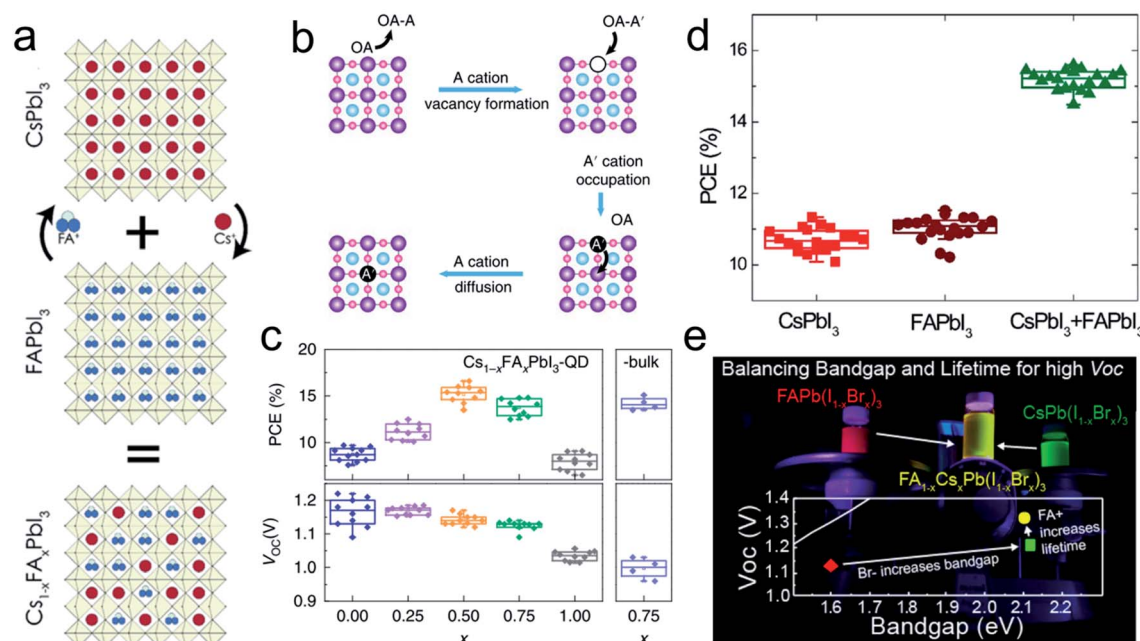 a
CsPbI3
FA+
+
Cs+
FAPbI3
=
Cs1-xFAxPbI3
b
OA-A
OA
A cation
vacancy formation
OA-A′
A′ cation
occupation
OA
A′
A cation
diffusion
A′
c
Cs1-xFAxPbI3-QD
-bulk
PCE (%)
20
15
10
VOC(V)
1.2
1.1
1.0
0.9
0.00
0.25
0.50
0.75
1.00
0.75
x
x
d
PCE (%)
16
14
12
11
10
CsPbI3
FAPbI3
CsPbI3+FAPbI3
e
Balancing Bandgap and Lifetime for high Voc
FAPb(I1-xBrx)3
CsPb(I1-xBrx)3
FA1-xCsxPb(I1-xBrx)3
Voc (V)
1.4
1.3
1.2
1.1
1.0
FA+
increases
lifetime
Br- increases bandgap
1.6
1.7
1.8
1.9
2.0
2.1
2.2
Bandgap (eV)